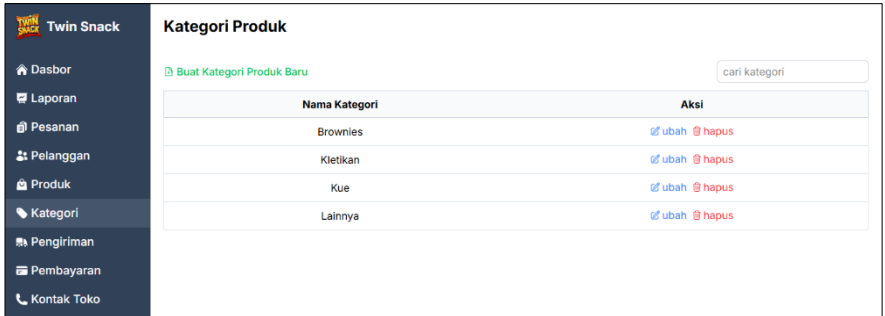 TWIN SNACK
Twin Snack
Dasbor
Laporan
Pesanan
Pelanggan
Produk
Kategori
Pengiriman
Pembayaran
Kontak Toko
Kategori Produk
Buat Kategori Produk Baru
cari kategori
Nama Kategori Aksi
Brownies ubah hapus
Kletikan ubah hapus
Kue ubah hapus
Lainnya ubah hapus